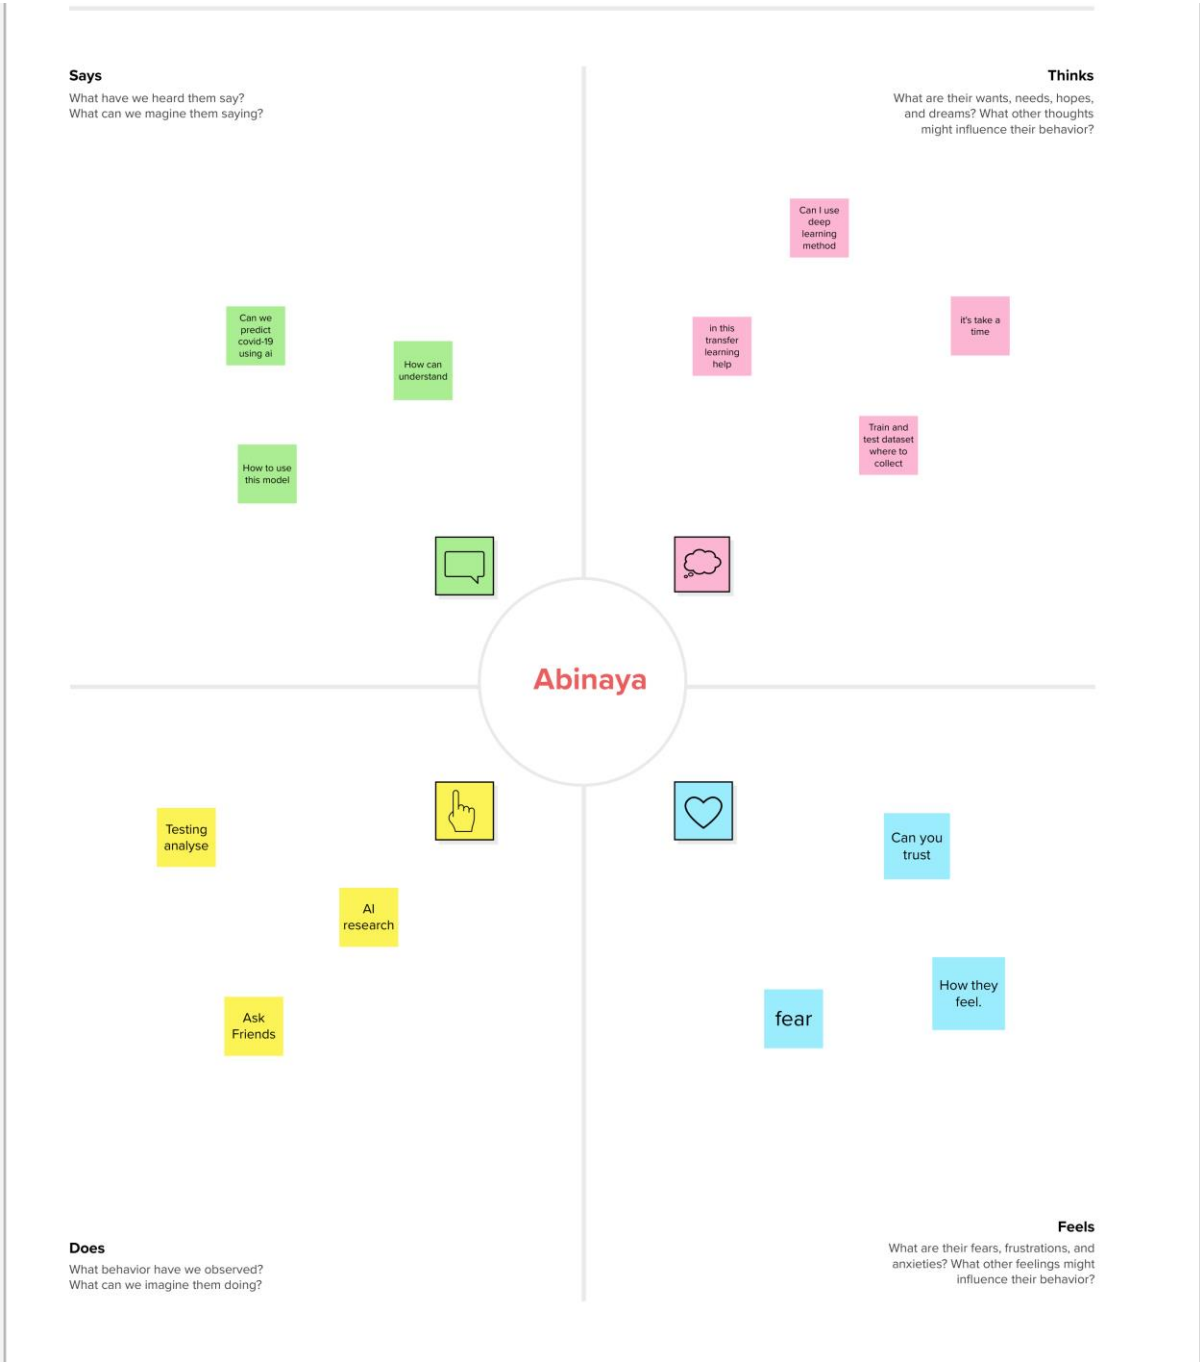 Says
What have we heard them say?
What can we magine them saying?
Thinks
What are their wants, needs, hopes,
and dreams? What other thoughts
might influence their behavior?
Can we
predict
covid-19
using ai
How can
understand
How to use
this model
Can I use
deep
learning
method
in this
transfer
learning
help
it's take a
time
Train and
test dataset
where to
collect
Abinaya
Testing
analyse
AI
research
Ask
Friends
Can you
trust
How they
feel.
fear
Does
What behavior have we observed?
What can we imagine them doing?
Feels
What are their fears, frustrations, and
anxieties? What other feelings might
influence their behavior?